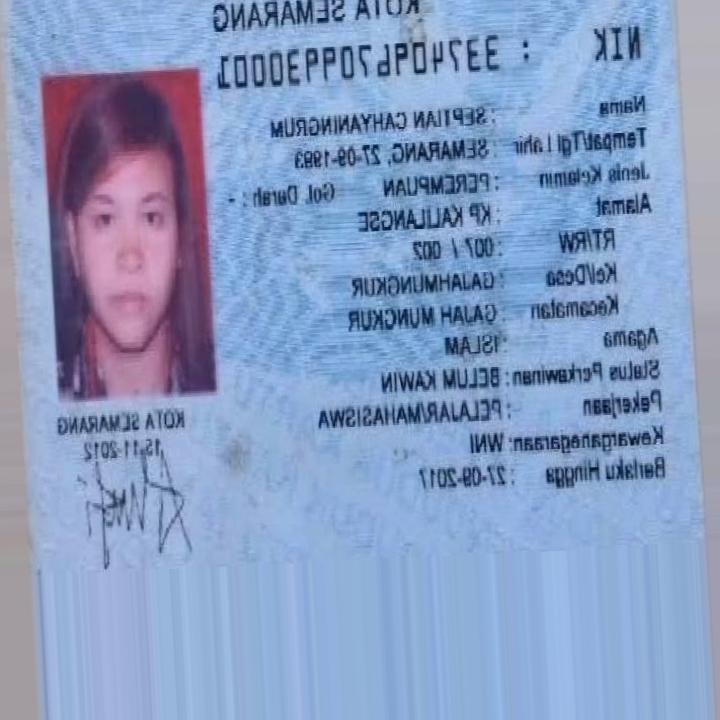 KOTA SEMARANG
NIK : 3374096709930001
Nama : SEPTIAN CAHYANINGRUM
Tempat/Tgl Lahir : SEMARANG, 27-09-1993
Jenis Kelamin : PEREMPUAN Gol. Darah : -
Alamat : KP KALILANGSE
RT/RW : 007 / 002
Kel/Desa : GAJAHMUNGKUR
Kecamatan : GAJAH MUNGKUR
Agama : ISLAM
Status Perkawinan : BELUM KAWIN
Pekerjaan : PELAJAR/MAHASISWA
Kewarganegaraan: WNI
Berlaku Hingga : 27-09-2017
KOTA SEMARANG
15-11-2012